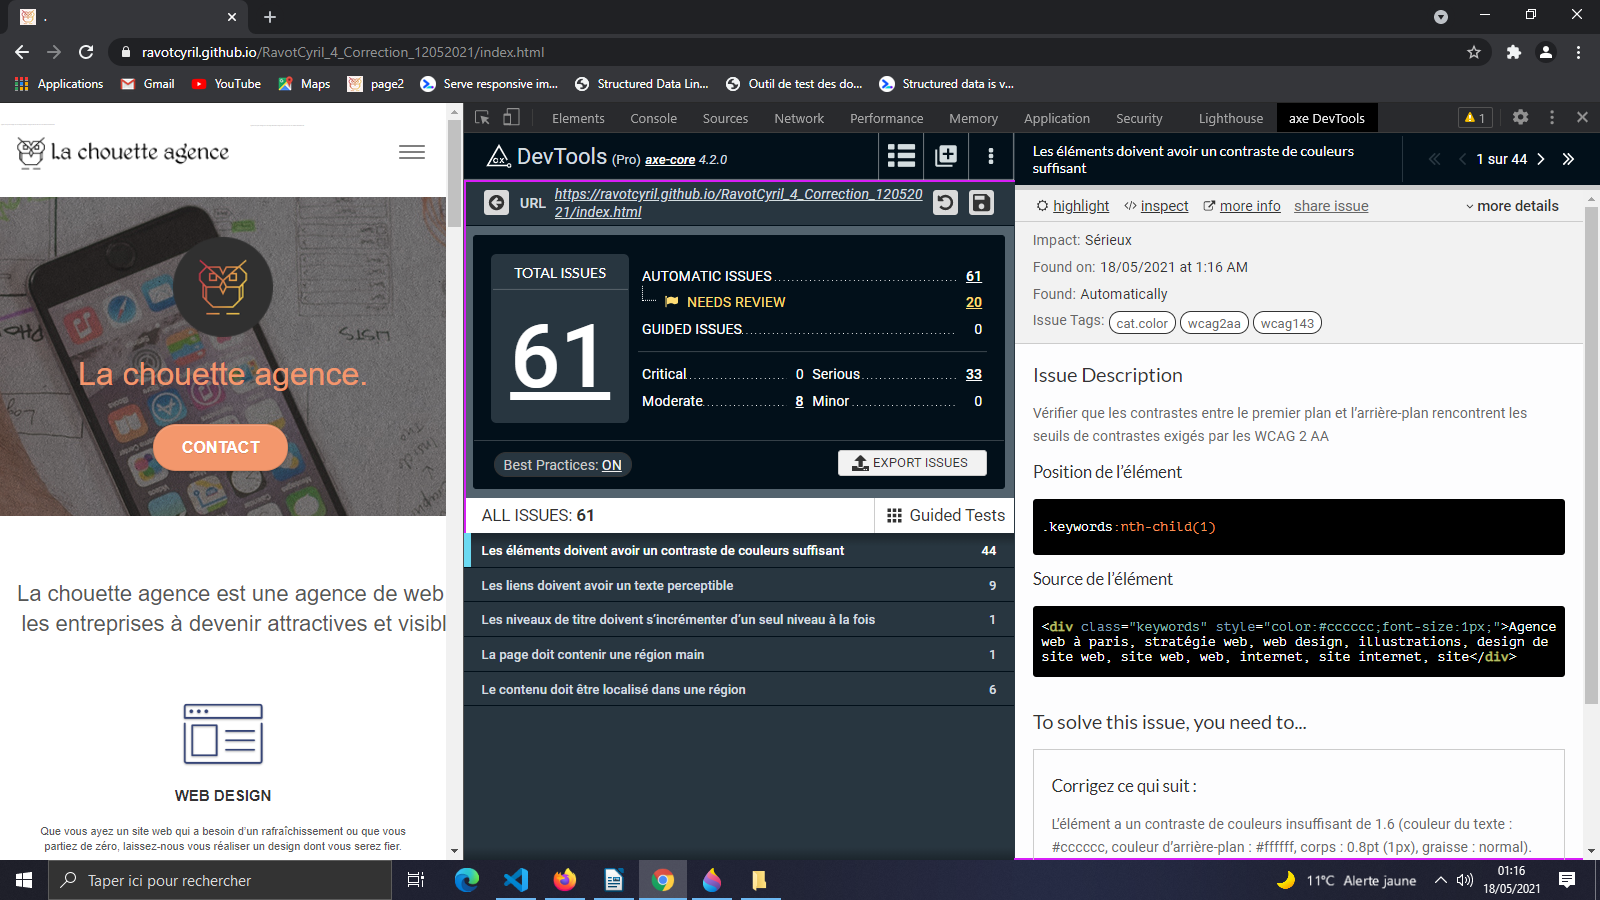 .
ravotcyril.github.io/RavotCyril_4_Correction_12052021/index.html
Applications
Gmail
YouTube
Maps
page2
Serve responsive im...
Structured Data Lin...
Outil de test des do...
Structured data is v...
La chouette agence
La chouette agence.
CONTACT
La chouette agence est une agence de web
les entreprises à devenir attractives et visibl
WEB DESIGN
Que vous ayez un site web qui a besoin d'un rafraîchissement ou que vous
partiez de zéro, laissez-nous vous réaliser un design dont vous serez fier.
Elements Console Sources Network Performance Memory Application Security Lighthouse axe DevTools 1
DevTools (Pro) axe-core 4.2.0
URL https://ravotcyril.github.io/RavotCyril_4_Correction_120520
21/index.html
TOTAL ISSUES
61
AUTOMATIC ISSUES 61
NEEDS REVIEW 20
GUIDED ISSUES 0
Critical 0 Serious 33
Moderate 8 Minor 0
Best Practices: ON
EXPORT ISSUES
ALL ISSUES: 61
Guided Tests
Les éléments doivent avoir un contraste de couleurs suffisant 44
Les liens doivent avoir un texte perceptible 9
Les niveaux de titre doivent s'incrémenter d'un seul niveau à la fois 1
La page doit contenir une région main 1
Le contenu doit être localisé dans une région 6
Les éléments doivent avoir un contraste de couleurs
suffisant
1 sur 44
highlight </> inspect more info share issue more details
Impact: Sérieux
Found on: 18/05/2021 at 1:16 AM
Found: Automatically
Issue Tags: cat.color wcag2aa wcag143
Issue Description
Vérifier que les contrastes entre le premier plan et l'arrière-plan rencontrent les
seuils de contrastes exigés par les WCAG 2 AA
Position de l'élément
.keywords:nth-child(1)
Source de l'élément
<div class="keywords" style="color:#cccccc;font-size:1px;">Agence
web à paris, stratégie web, web design, illustrations, design de
site web, site web, web, internet, site internet, site</div>
To solve this issue, you need to...
Corrigez ce qui suit :
L'élément a un contraste de couleurs insuffisant de 1.6 (couleur du texte :
#cccccc, couleur d'arrière-plan : #ffffff, corps : 0.8pt (1px), graisse : normal).
Taper ici pour rechercher
11°C Alerte jaune
01:16
18/05/2021